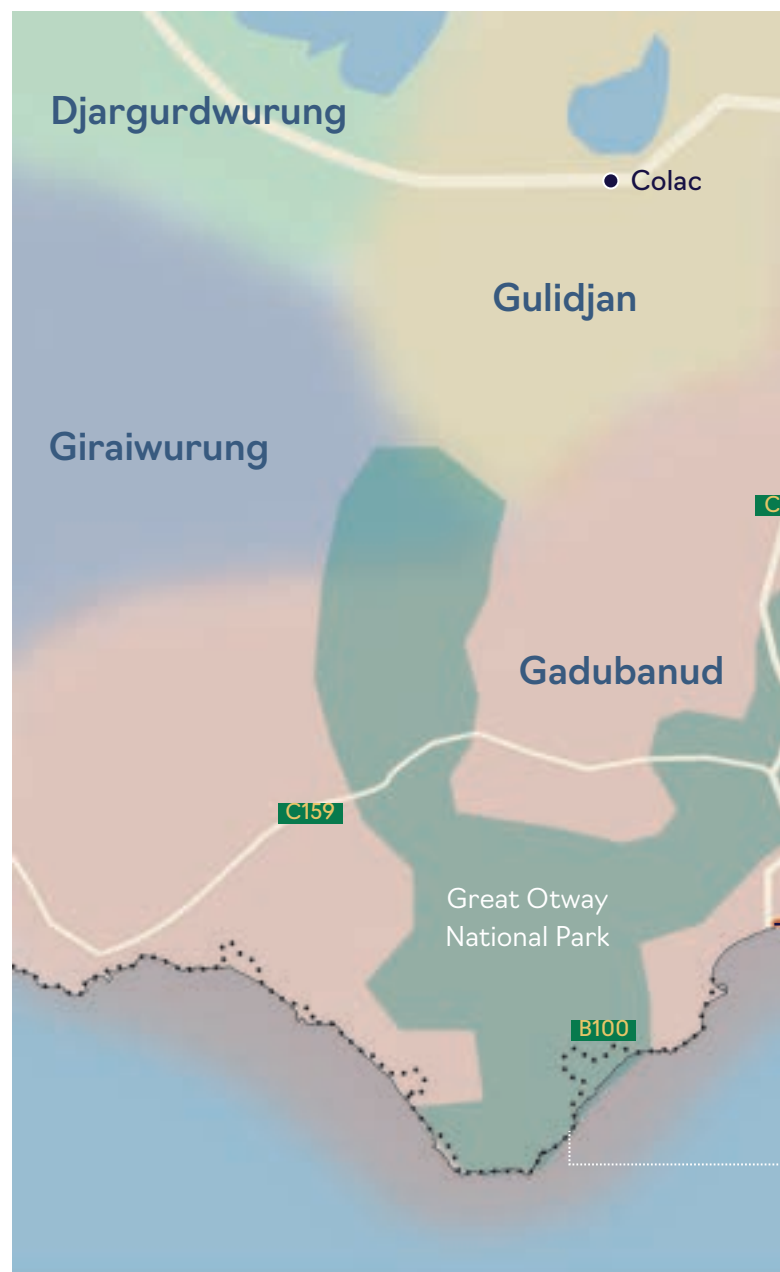 Djargurdwurung
Colac
Gulidjan
Giraiwurung
C
Gadubanud
C159
Great Otway
National Park
B100